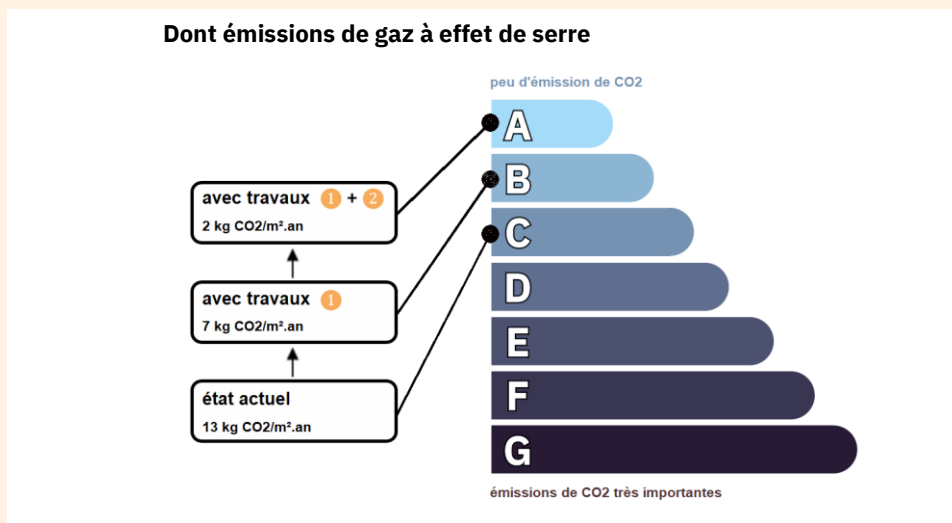 Dont émissions de gaz à effet de serre
peu d'émission de CO2
A
B
C
D
E
F
G
émissions de CO2 très importantes
avec travaux 1 + 2
2 kg CO2/m².an
avec travaux 1
7 kg CO2/m².an
état actuel
13 kg CO2/m².an